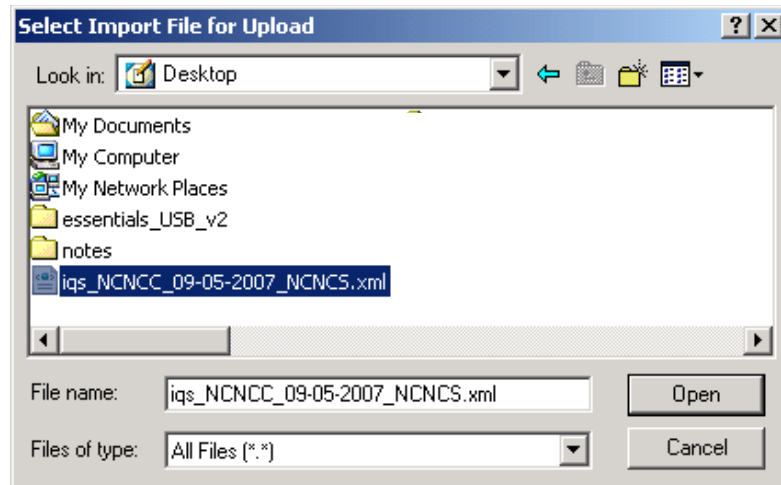 Select Import File for Upload
Look in: Desktop
My Documents
My Computer
My Network Places
essentials_USB_v2
notes
iqs_NCNCC_09-05-2007_NCNCS.xml
File name: iqs_NCNCC_09-05-2007_NCNCS.xml Open
Files of type: All Files (*.*) Cancel